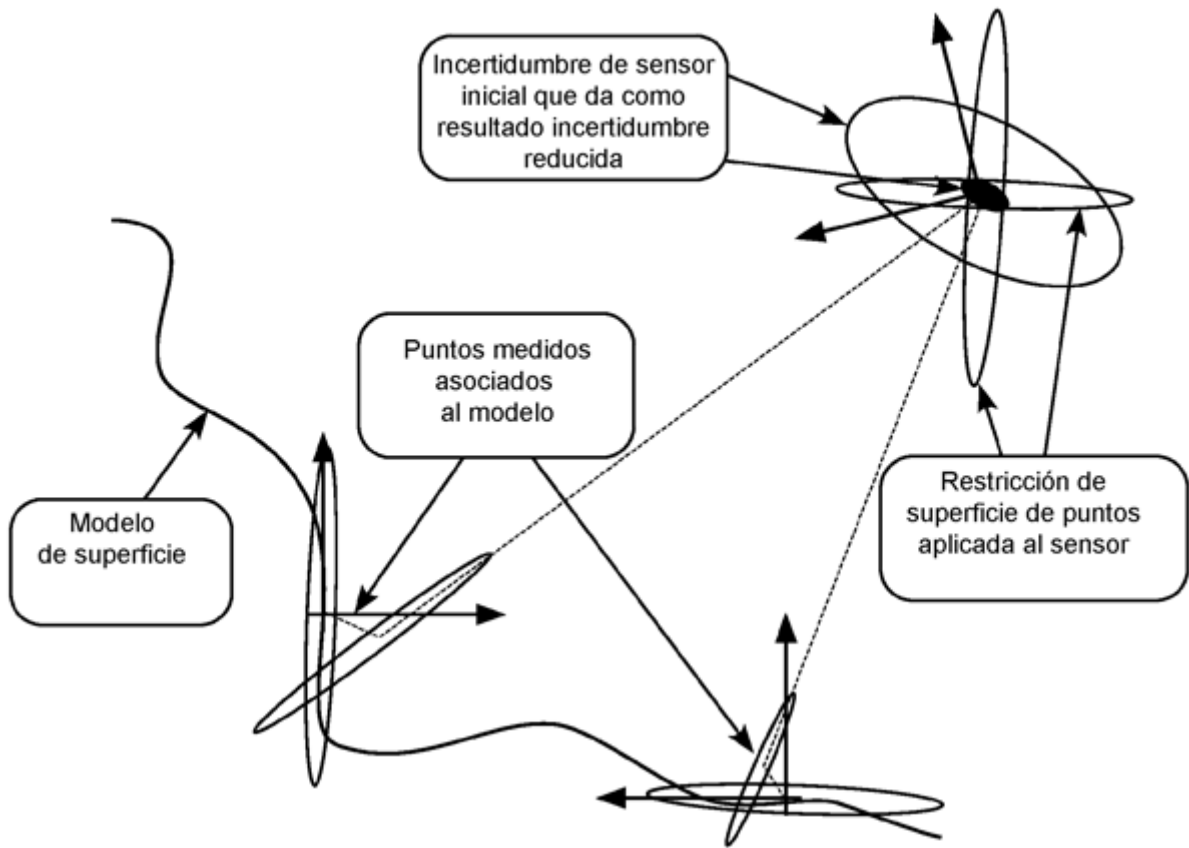 Incertidumbre de sensor
inicial que da como
resultado incertidumbre
reducida
Puntos medidos
asociados
al modelo
Modelo
de superficie
Restricción de
superficie de puntos
aplicada al sensor